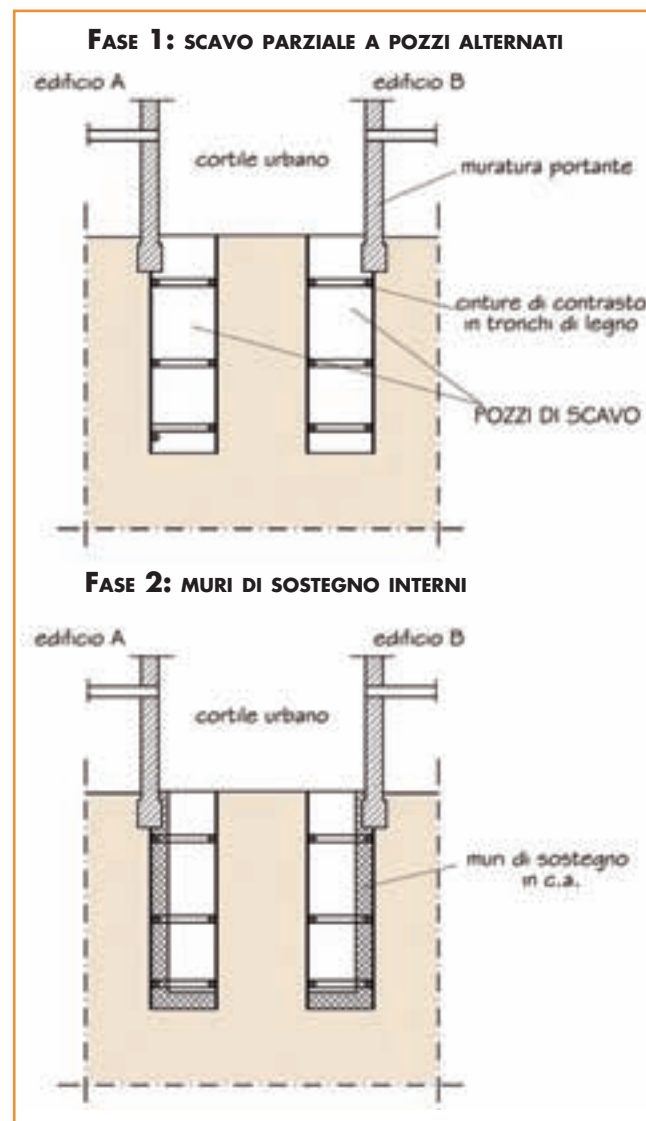 FASE 1: SCAVO PARZIALE A POZZI ALTERNATI
edificio A
edificio B
cortile urbano
muratura portante
cinture di contrasto
in tronchi di legno
POZZI DI SCAVO
FASE 2: MURI DI SOSTEGNO INTERNI
edificio A
edificio B
cortile urbano
muri di sostegno
in c.a.